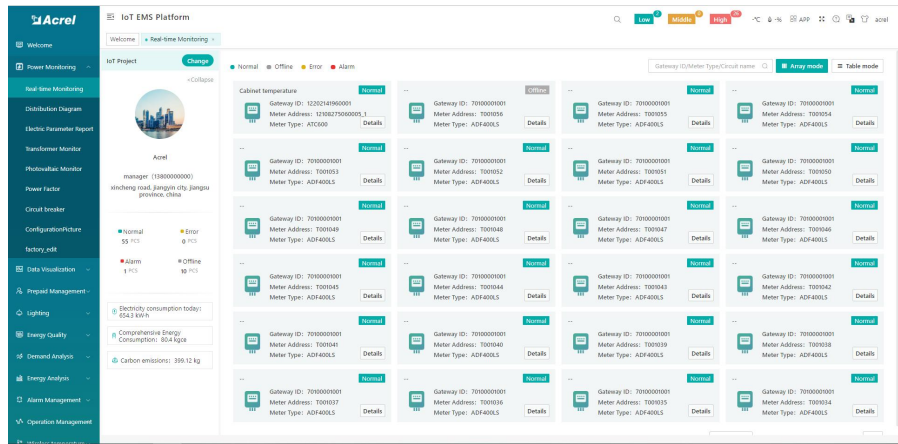 Acrel
IoT EMS Platform
Low 2
Middle 0
High
℃
-%
APP
acrel
Welcome
Real-time Monitoring ×
Welcome
Power Monitoring
Real-time Monitoring
Distribution Diagram
Electric Parameter Report
Transformer Monitor
Photovoltaic Monitor
Power Factor
Circuit breaker
ConfigurationPicture
factory_edit
Data Visualization
Prepaid Management
Lighting
Energy Quality
Demand Analysis
Energy Analysis
Alarm Management
Operation Management
IoT Project
Change
«Collapse
Acrel
manager (13800000000)
xincheng road, jiangyin city, jiangsu
province, china
Normal
55 PCS
Error
0 PCS
Alarm
1 PCS
Offline
10 PCS
Electricity consumption today:
654.3 kW·h
Comprehensive Energy
Consumption: 80.4 kgce
Carbon emissions: 399.12 kg
Normal Offline Error Alarm
Gateway ID/Meter Type/Circuit name
Array mode
Table mode
Cabinet temperature
Normal
Gateway ID: 12202141960001
Meter Address: 12108275060005_1
Meter Type: ATC600
Details
--
Offline
Gateway ID: 70100001001
Meter Address: T001056
Meter Type: ADF400LS
Details
--
Normal
Gateway ID: 70100001001
Meter Address: T001055
Meter Type: ADF400LS
Details
--
Normal
Gateway ID: 70100001001
Meter Address: T001054
Meter Type: ADF400LS
Details
--
Normal
Gateway ID: 70100001001
Meter Address: T001053
Meter Type: ADF400LS
Details
--
Normal
Gateway ID: 70100001001
Meter Address: T001052
Meter Type: ADF400LS
Details
--
Normal
Gateway ID: 70100001001
Meter Address: T001051
Meter Type: ADF400LS
Details
--
Normal
Gateway ID: 70100001001
Meter Address: T001050
Meter Type: ADF400LS
Details
--
Normal
Gateway ID: 70100001001
Meter Address: T001049
Meter Type: ADF400LS
Details
--
Normal
Gateway ID: 70100001001
Meter Address: T001048
Meter Type: ADF400LS
Details
--
Normal
Gateway ID: 70100001001
Meter Address: T001047
Meter Type: ADF400LS
Details
--
Normal
Gateway ID: 70100001001
Meter Address: T001046
Meter Type: ADF400LS
Details
--
Normal
Gateway ID: 70100001001
Meter Address: T001045
Meter Type: ADF400LS
Details
--
Normal
Gateway ID: 70100001001
Meter Address: T001044
Meter Type: ADF400LS
Details
--
Normal
Gateway ID: 70100001001
Meter Address: T001043
Meter Type: ADF400LS
Details
--
Normal
Gateway ID: 70100001001
Meter Address: T001042
Meter Type: ADF400LS
Details
--
Normal
Gateway ID: 70100001001
Meter Address: T001041
Meter Type: ADF400LS
Details
--
Normal
Gateway ID: 70100001001
Meter Address: T001040
Meter Type: ADF400LS
Details
--
Normal
Gateway ID: 70100001001
Meter Address: T001039
Meter Type: ADF400LS
Details
--
Normal
Gateway ID: 70100001001
Meter Address: T001038
Meter Type: ADF400LS
Details
--
Normal
Gateway ID: 70100001001
Meter Address: T001037
Meter Type: ADF400LS
Details
--
Normal
Gateway ID: 70100001001
Meter Address: T001036
Meter Type: ADF400LS
Details
--
Normal
Gateway ID: 70100001001
Meter Address: T001035
Meter Type: ADF400LS
Details
--
Normal
Gateway ID: 70100001001
Meter Address: T001034
Meter Type: ADF400LS
Details